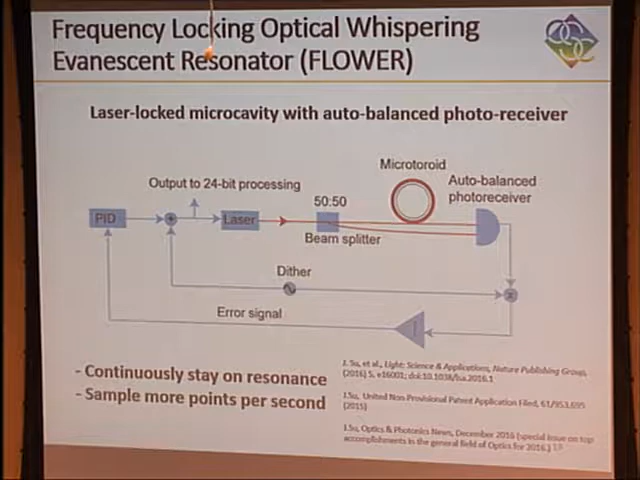 Frequency Locking Optical Whispering
Evanescent Resonator (FLOWER)
Laser-locked microcavity with auto-balanced photo-receiver
Microtoroid
Output to 24-bit processing
50:50
Auto-balanced
photoreceiver
PID
Laser
Beam splitter
Dither
Error signal
- Continuously stay on resonance
- Sample more points per second
J. Su, et al., Light: Science & Applications, Nature Publishing Group,
(2016) 5, e16001; doi:10.1038/lsa.2016.1
J.Su, United Non Provisional Patent Application Filed, 61/953,695
(2015)
J.Su, Optics & Photonics News, December 2016 (special issue on top
accomplishments in the general field of Optics for 2016.)